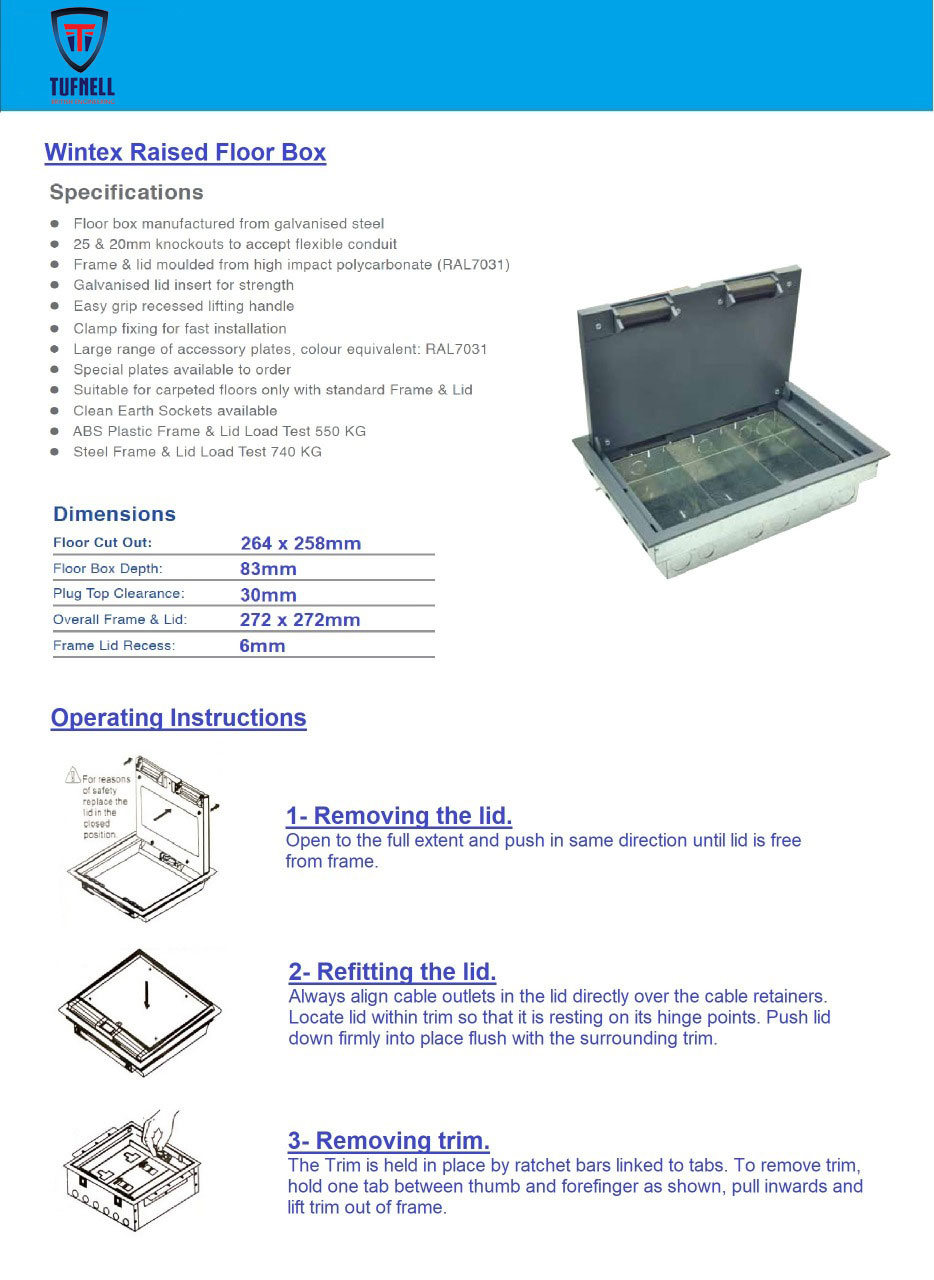 TUFNELL
Wintex Raised Floor Box
Specifications
● Floor box manufactured from galvanised steel
● 25 & 20mm knockouts to accept flexible conduit
● Frame & lid moulded from high impact polycarbonate (RAL7031)
● Galvanised lid insert for strength
● Easy grip recessed lifting handle
● Clamp fixing for fast installation
● Large range of accessory plates, colour equivalent: RAL7031
● Special plates available to order
● Suitable for carpeted floors only with standard Frame & Lid
● Clean Earth Sockets available
● ABS Plastic Frame & Lid Load Test 550 KG
● Steel Frame & Lid Load Test 740 KG
Dimensions
Floor Cut Out: 264 x 258mm
Floor Box Depth: 83mm
Plug Top Clearance: 30mm
Overall Frame & Lid: 272 x 272mm
Frame Lid Recess: 6mm
Operating Instructions
For reasons
of safety
replace the
lid in the
closed
position.
1- Removing the lid.
Open to the full extent and push in same direction until lid is free
from frame.
2- Refitting the lid.
Always align cable outlets in the lid directly over the cable retainers.
Locate lid within trim so that it is resting on its hinge points. Push lid
down firmly into place flush with the surrounding trim.
3- Removing trim.
The Trim is held in place by ratchet bars linked to tabs. To remove trim,
hold one tab between thumb and forefinger as shown, pull inwards and
lift trim out of frame.